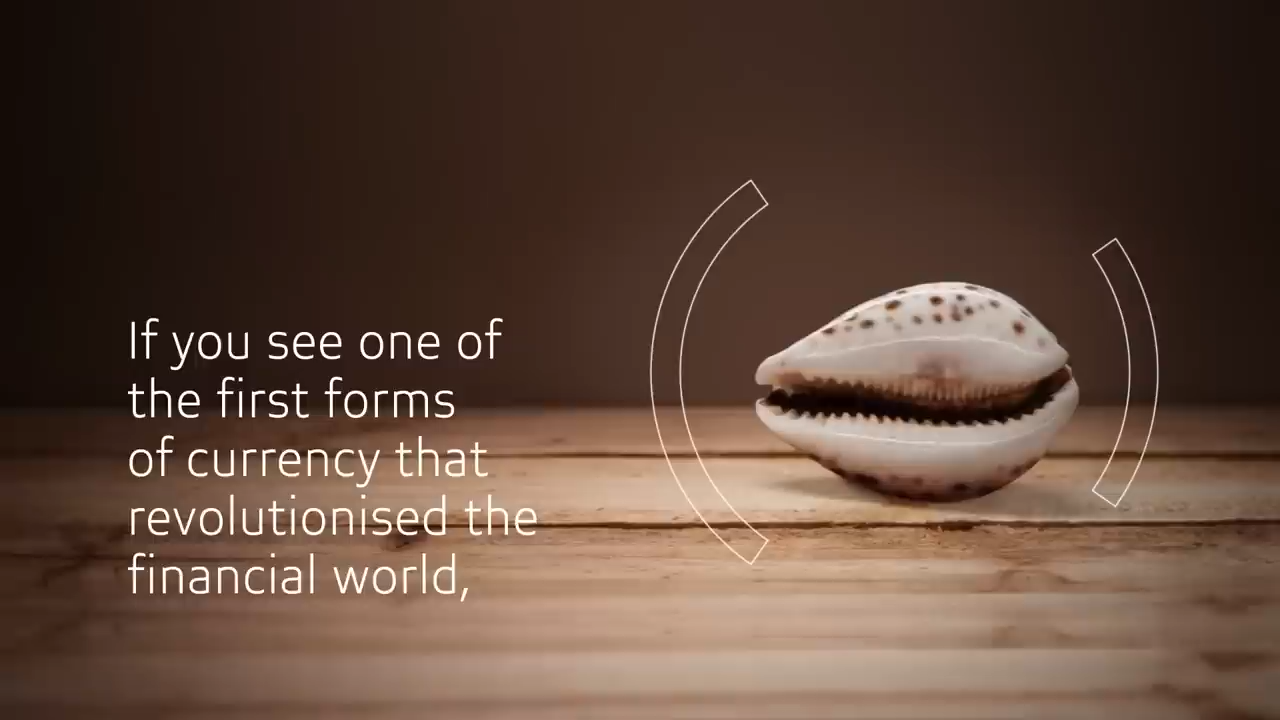 If you see one of
the first forms
of currency that
revolutionised the
financial world,